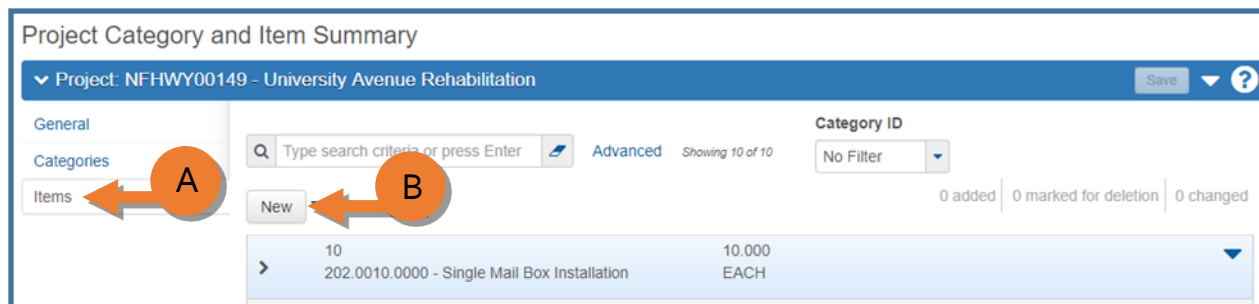 Project Category and Item Summary
Project: NFHWY00149 - University Avenue Rehabilitation
Save
?
General
Categories
Items
A
Type search criteria or press Enter
Advanced
Showing 10 of 10
Category ID
No Filter
New
B
0 added
0 marked for deletion
0 changed
10
10.000
202.0010.0000 - Single Mail Box Installation
EACH